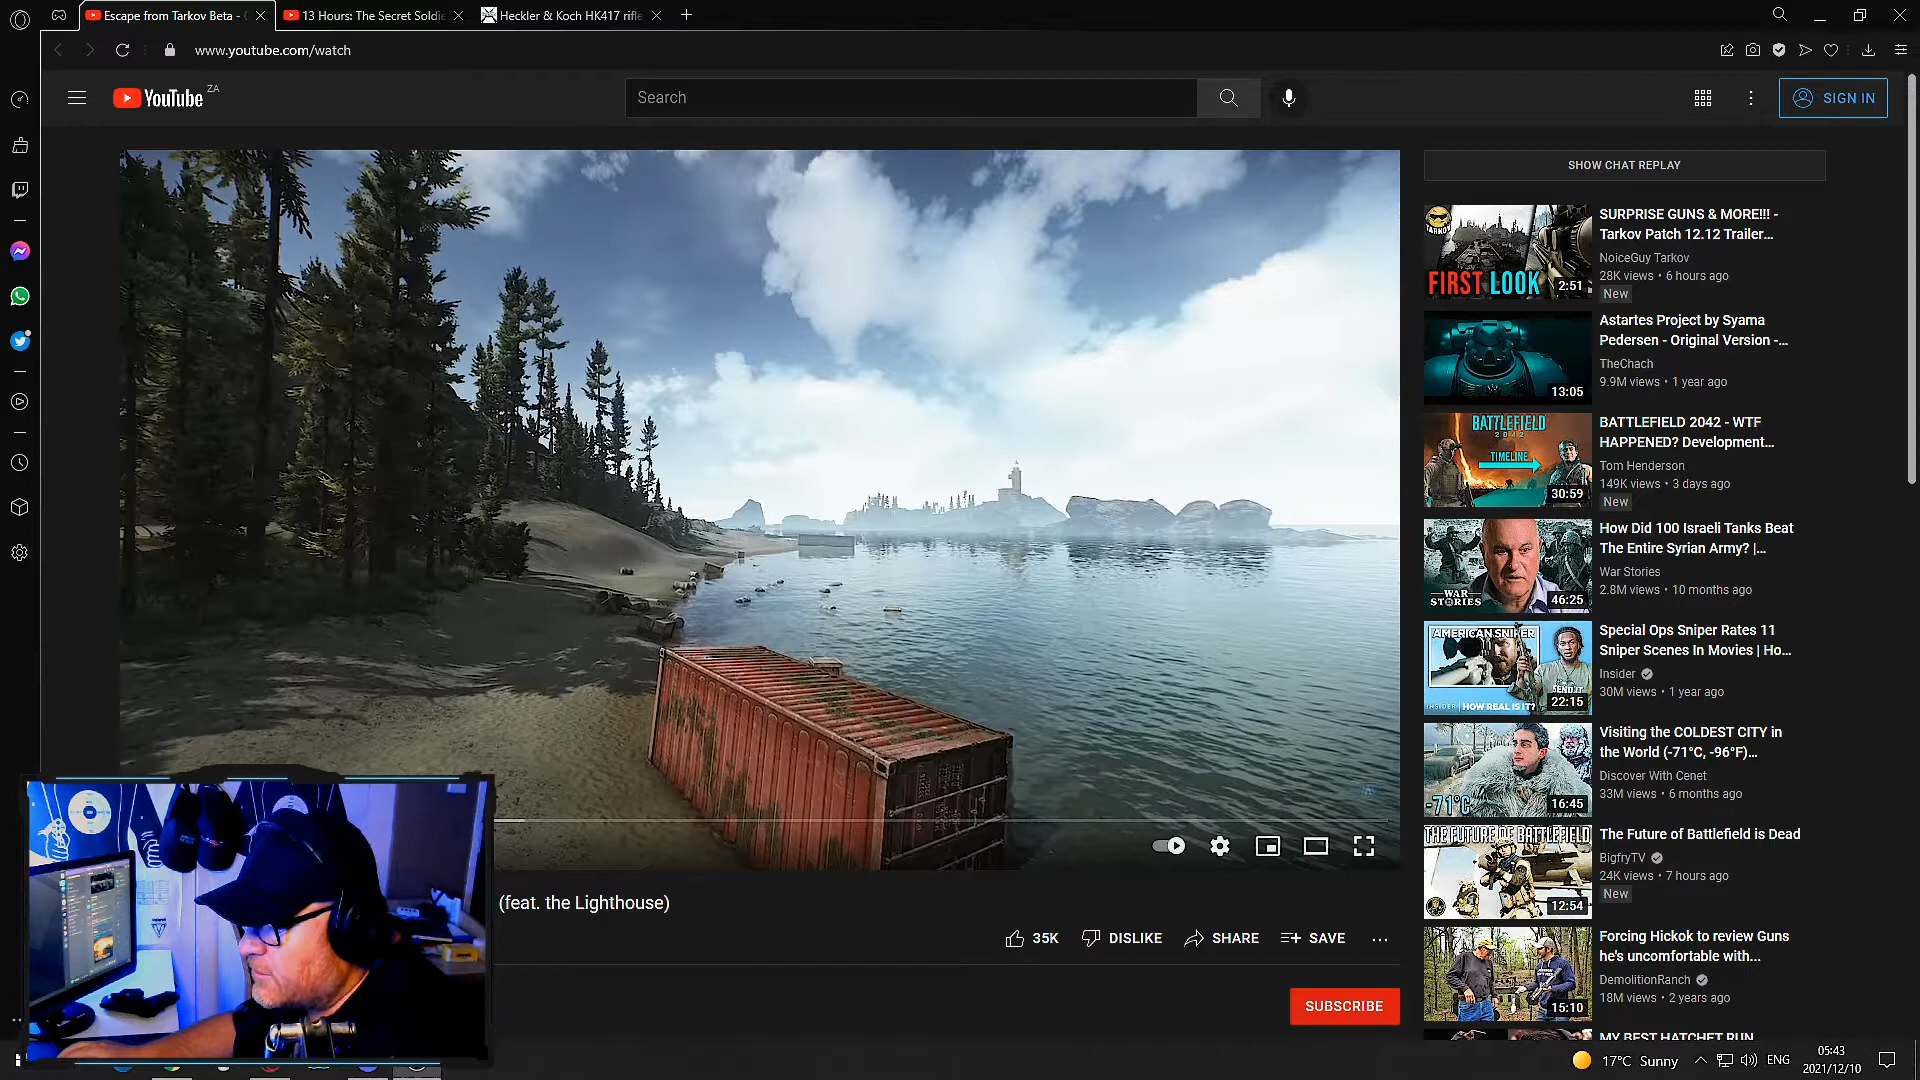 Escape from Tarkov Beta -
13 Hours: The Secret Soldie
Heckler & Koch HK417 rifle
www.youtube.com/watch
YouTube ZA
Search
SIGN IN
SHOW CHAT REPLAY
SURPRISE GUNS & MORE!!! -
Tarkov Patch 12.12 Trailer...
NoiceGuy Tarkov
28K views • 6 hours ago
New
TARKOV
FIRST LOOK
2:51
Astartes Project by Syama
Pedersen - Original Version -...
TheChach
9.9M views • 1 year ago
13:05
BATTLEFIELD 2042 - WTF
HAPPENED? Development...
Tom Henderson
149K views • 3 days ago
New
BATTLEFIELD
2042
TIMELINE
30:59
How Did 100 Israeli Tanks Beat
The Entire Syrian Army? |...
War Stories
2.8M views • 10 months ago
WAR
STORIES
46:25
Special Ops Sniper Rates 11
Sniper Scenes In Movies | Ho...
Insider
30M views • 1 year ago
AMERICAN SNIPER
SEND IT
INSIDER | HOW REAL IS IT?
22:15
Visiting the COLDEST CITY in
the World (-71°C, -96°F)...
Discover With Cenet
33M views • 6 months ago
-71°C
16:45
The Future of Battlefield is Dead
BigfryTV
24K views • 7 hours ago
New
THE FUTURE OF BATTLEFIELD
12:54
Forcing Hickok to review Guns
he's uncomfortable with...
DemolitionRanch
18M views • 2 years ago
15:10
MY BEST HATCHET RUN
(feat. the Lighthouse)
35K
DISLIKE
SHARE
SAVE
SUBSCRIBE
17°C Sunny
ENG
05:43
2021/12/10